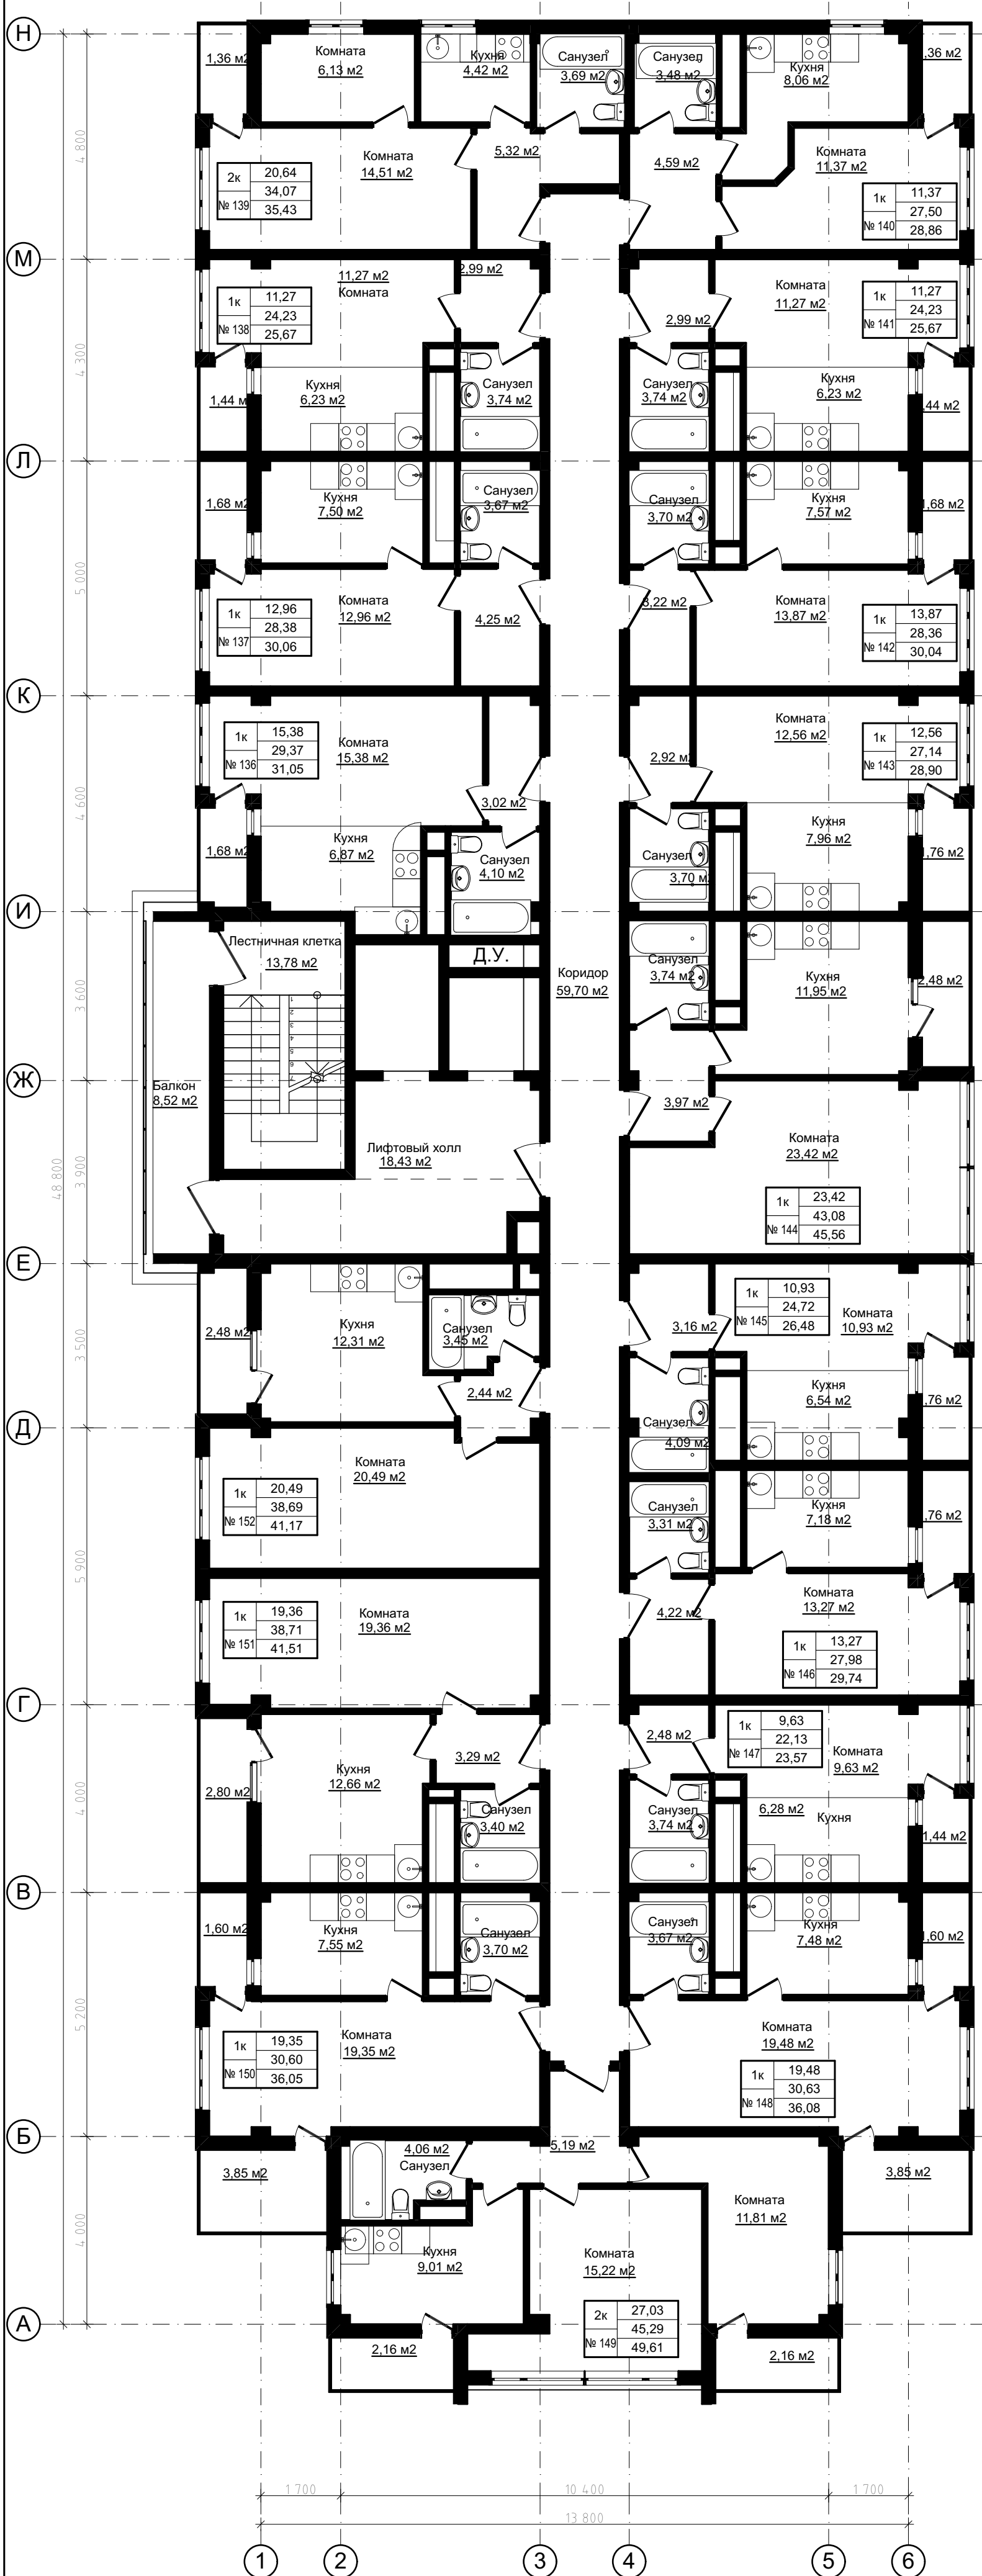 Н
1,36 м2
Комната
6,13 м2
Кухня
4,42 м2
Санузел
3,69 м2
Санузел
3,48 м2
Кухня
8,06 м2
,36 м2
4 800
5,32 м2
4,59 м2
Комната
14,51 м2
Комната
11,37 м2
2к
№ 139
20,64
34,07
35,43
1к
№ 140
11,37
27,50
28,86
М
11,27 м2
Комната
2,99 м2
1к
№ 138
11,27
24,23
25,67
2,99 м2
Комната
11,27 м2
1к
№ 141
11,27
24,23
25,67
4 300
1,44 м2
Кухня
6,23 м2
Санузел
3,74 м2
Санузел
3,74 м2
Кухня
6,23 м2
,44 м2
Л
1,68 м2
Кухня
7,50 м2
Санузел
3,67 м2
Санузел
3,70 м2
Кухня
7,57 м2
,68 м2
5 000
1к
№ 137
12,96
28,38
30,06
Комната
12,96 м2
4,25 м2
3,22 м2
Комната
13,87 м2
1к
№ 142
13,87
28,36
30,04
К
1к
№ 136
15,38
29,37
31,05
Комната
15,38 м2
3,02 м2
2,92 м2
Комната
12,56 м2
1к
№ 143
12,56
27,14
28,90
4 600
1,68 м2
Кухня
6,87 м2
Санузел
4,10 м2
Санузел
3,70 м2
Кухня
7,96 м2
,76 м2
И
Лестничная клетка
13,78 м2
Д.У.
Коридор
59,70 м2
Санузел
3,74 м2
Кухня
11,95 м2
2,48 м2
3 600
1
2
3
4
5
6
7
Ж
Балкон
8,52 м2
3,97 м2
Лифтовый холл
18,43 м2
Комната
23,42 м2
1к
№ 144
23,42
43,08
45,56
48 800
3 900
Е
2,48 м2
Кухня
12,31 м2
Санузел
3,45 м2
2,44 м2
3,16 м2
1к
№ 145
10,93
24,72
26,48
Комната
10,93 м2
3 500
Кухня
6,54 м2
,76 м2
Д
Санузел
4,09 м2
Комната
20,49 м2
1к
№ 152
20,49
38,69
41,17
Санузел
3,31 м2
Кухня
7,18 м2
,76 м2
5 900
1к
№ 151
19,36
38,71
41,51
Комната
19,36 м2
4,22 м2
Комната
13,27 м2
1к
№ 146
13,27
27,98
29,74
Г
3,29 м2
2,48 м2
1к
№ 147
9,63
22,13
23,57
Комната
9,63 м2
2,80 м2
Кухня
12,66 м2
Санузел
3,40 м2
Санузел
3,74 м2
6,28 м2
Кухня
1,44 м2
4 000
В
1,60 м2
Кухня
7,55 м2
Санузел
3,70 м2
Санузел
3,67 м2
Кухня
7,48 м2
,60 м2
5 200
1к
№ 150
19,35
30,60
36,05
Комната
19,35 м2
Комната
19,48 м2
1к
№ 148
19,48
30,63
36,08
Б
3,85 м2
4,06 м2
Санузел
5,19 м2
3,85 м2
4 000
Кухня
9,01 м2
Комната
15,22 м2
Комната
11,81 м2
2к
№ 149
27,03
45,29
49,61
А
2,16 м2
2,16 м2
1 700
10 400
1 700
13 800
1
2
3
4
5
6